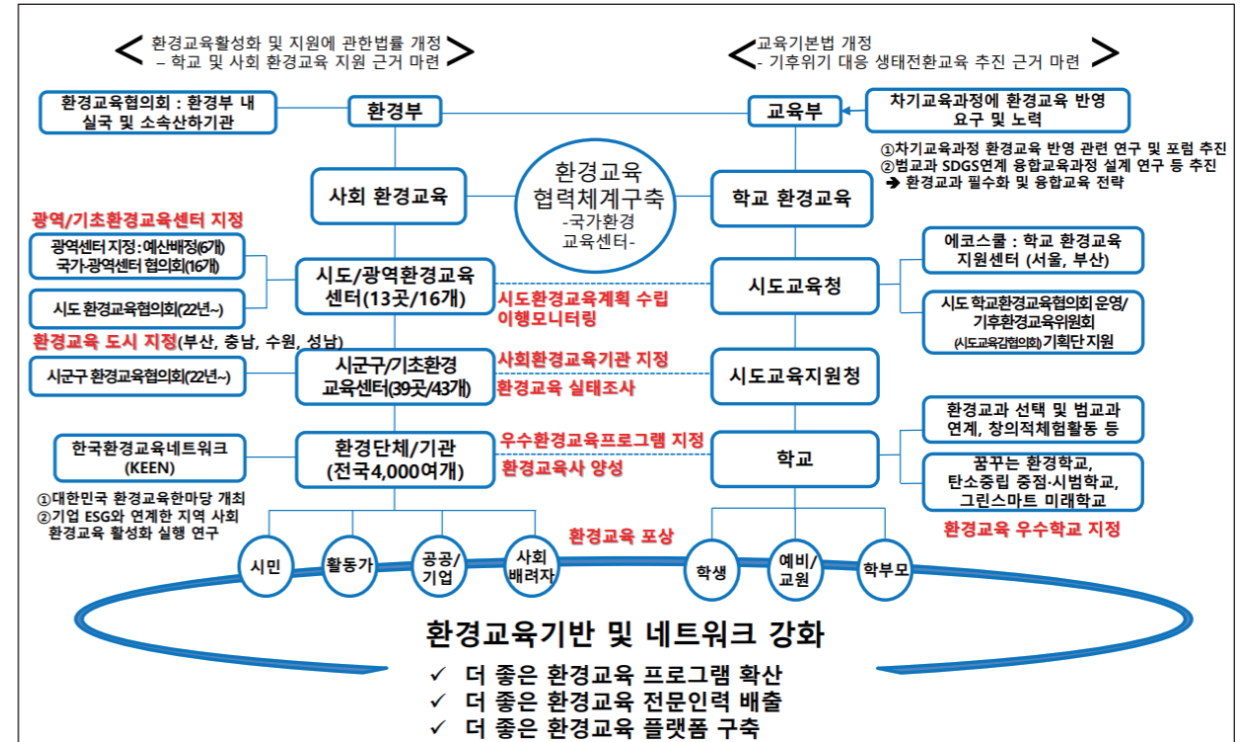 환경교육활성화 및 지원에 관한법률 개정
– 학교 및 사회 환경교육 지원 근거 마련
교육기본법 개정
- 기후위기 대응 생태전환교육 추진 근거 마련
환경교육협의회 : 환경부 내
실국 및 소속산하기관
환경부
교육부
차기교육과정에 환경교육 반영
요구 및 노력
①차기교육과정 환경교육 반영 관련 연구 및 포럼 추진
②범교과 SDGS연계 융합교육과정 설계 연구 등 추진
➔ 환경교과 필수화 및 융합교육 전략
사회 환경교육
환경교육
협력체계구축
-국가환경
교육센터-
학교 환경교육
광역/기초환경교육센터 지정
광역센터 지정 : 예산배정(6개)
국가-광역센터 협의회(16개)
시도 환경교육협의회(22년~)
시도/광역환경교육
센터(13곳/16개)
시도환경교육계획 수립
이행모니터링
시도교육청
에코스쿨 : 학교 환경교육
지원센터 (서울, 부산)
시도 학교환경교육협의회 운영/
기후환경교육위원회
(시도교육감협의회) 기획단 지원
환경교육 도시 지정(부산, 충남, 수원, 성남)
시군구 환경교육협의회('22년~)
시군구/기초환경
교육센터(39곳/43개)
사회환경교육기관 지정
환경교육 실태조사
시도교육지원청
한국환경교육네트워크
(KEEN)
①대한민국 환경교육한마당 개최
②기업 ESG와 연계한 지역 사회
환경교육 활성화 실행 연구
환경단체/기관
(전국4,000여개)
우수환경교육프로그램 지정
환경교육사 양성
학교
환경교과 선택 및 범교과
연계, 창의적체험활동 등
꿈꾸는 환경학교,
탄소중립 중점·시범학교,
그린스마트 미래학교
환경교육 우수학교 지정
환경교육 포상
시민
활동가
공공/
기업
사회
배려자
학생
예비/
교원
학부모
환경교육기반 및 네트워크 강화
✓ 더 좋은 환경교육 프로그램 확산
✓ 더 좋은 환경교육 전문인력 배출
✓ 더 좋은 환경교육 플랫폼 구축